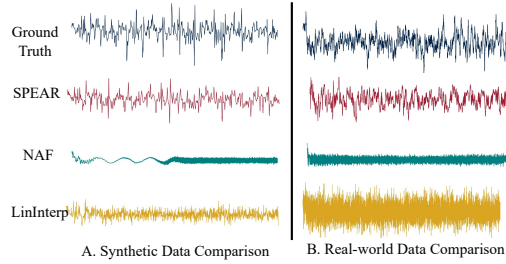 Ground
Truth
SPEAR
NAF
LinInterp
A. Synthetic Data Comparison
B. Real-world Data Comparison